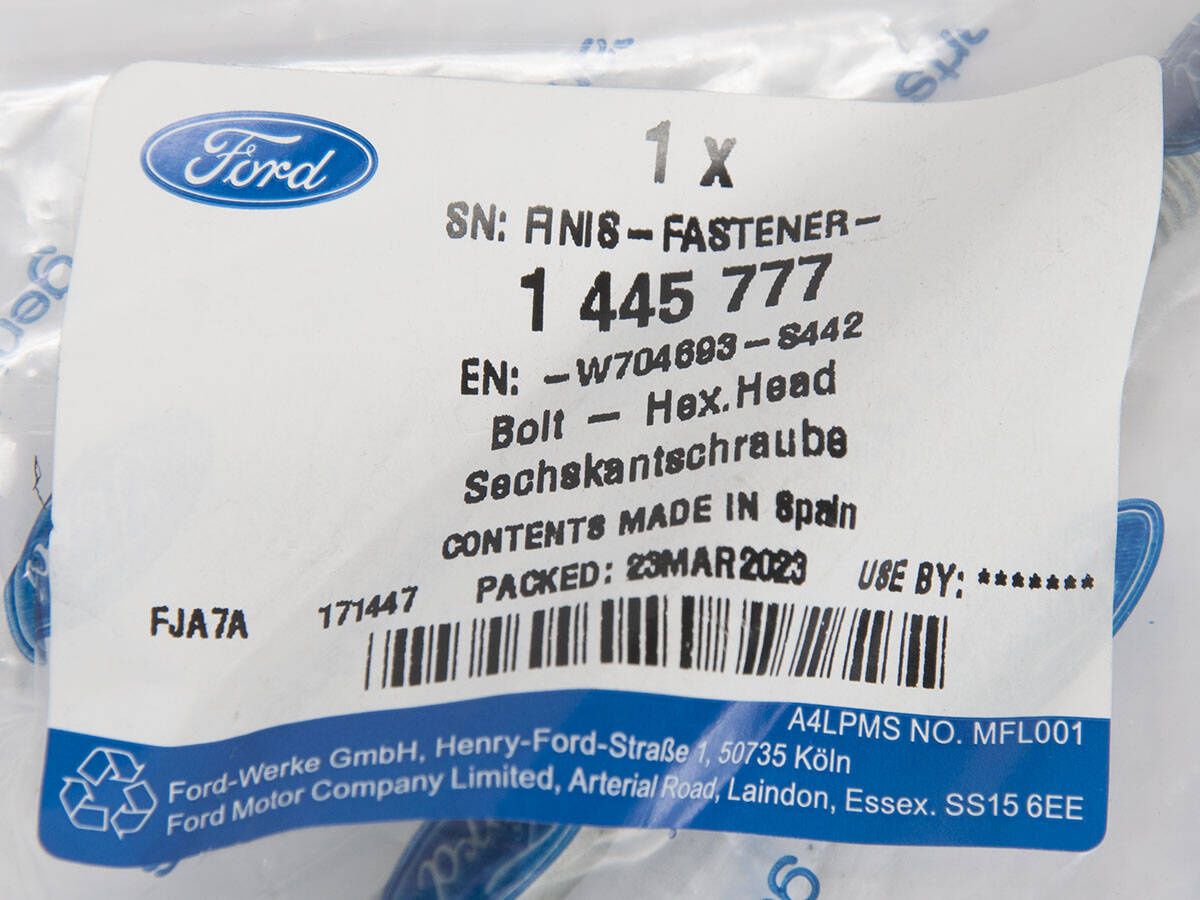 Ford
1 x
SN: FINIS-FASTENER-
1 445 777
EN: -W704693-S442
Bolt - Hex.Head
Sechskantschraube
CONTENTS MADE IN Spain
PACKED: 23MAR2023 USE BY: *******
FJA7A 171447
A4LPMS NO. MFL001
Ford-Werke GmbH, Henry-Ford-Straße 1, 50735 Köln
Ford Motor Company Limited, Arterial Road, Laindon, Essex. SS15 6EE